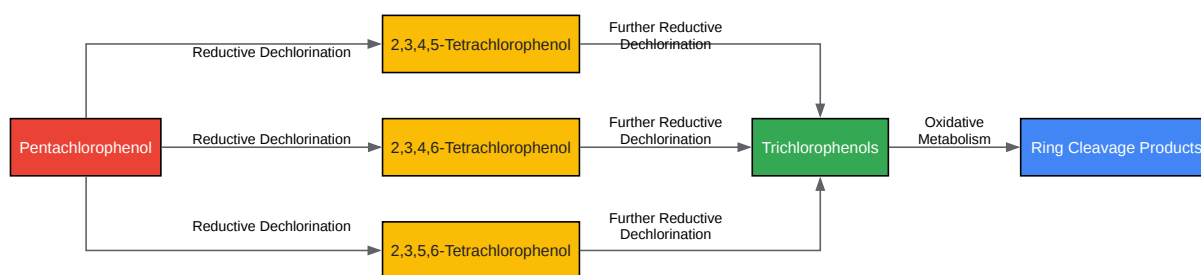 Reductive Dechlorination
2,3,4,5-Tetrachlorophenol
Further Reductive
Dechlorination
Pentachlorophenol
Reductive Dechlorination
2,3,4,6-Tetrachlorophenol
Further Reductive
Dechlorination
Trichlorophenols
Oxidative
Metabolism
Ring Cleavage Products
Reductive Dechlorination
2,3,5,6-Tetrachlorophenol
Further Reductive
Dechlorination